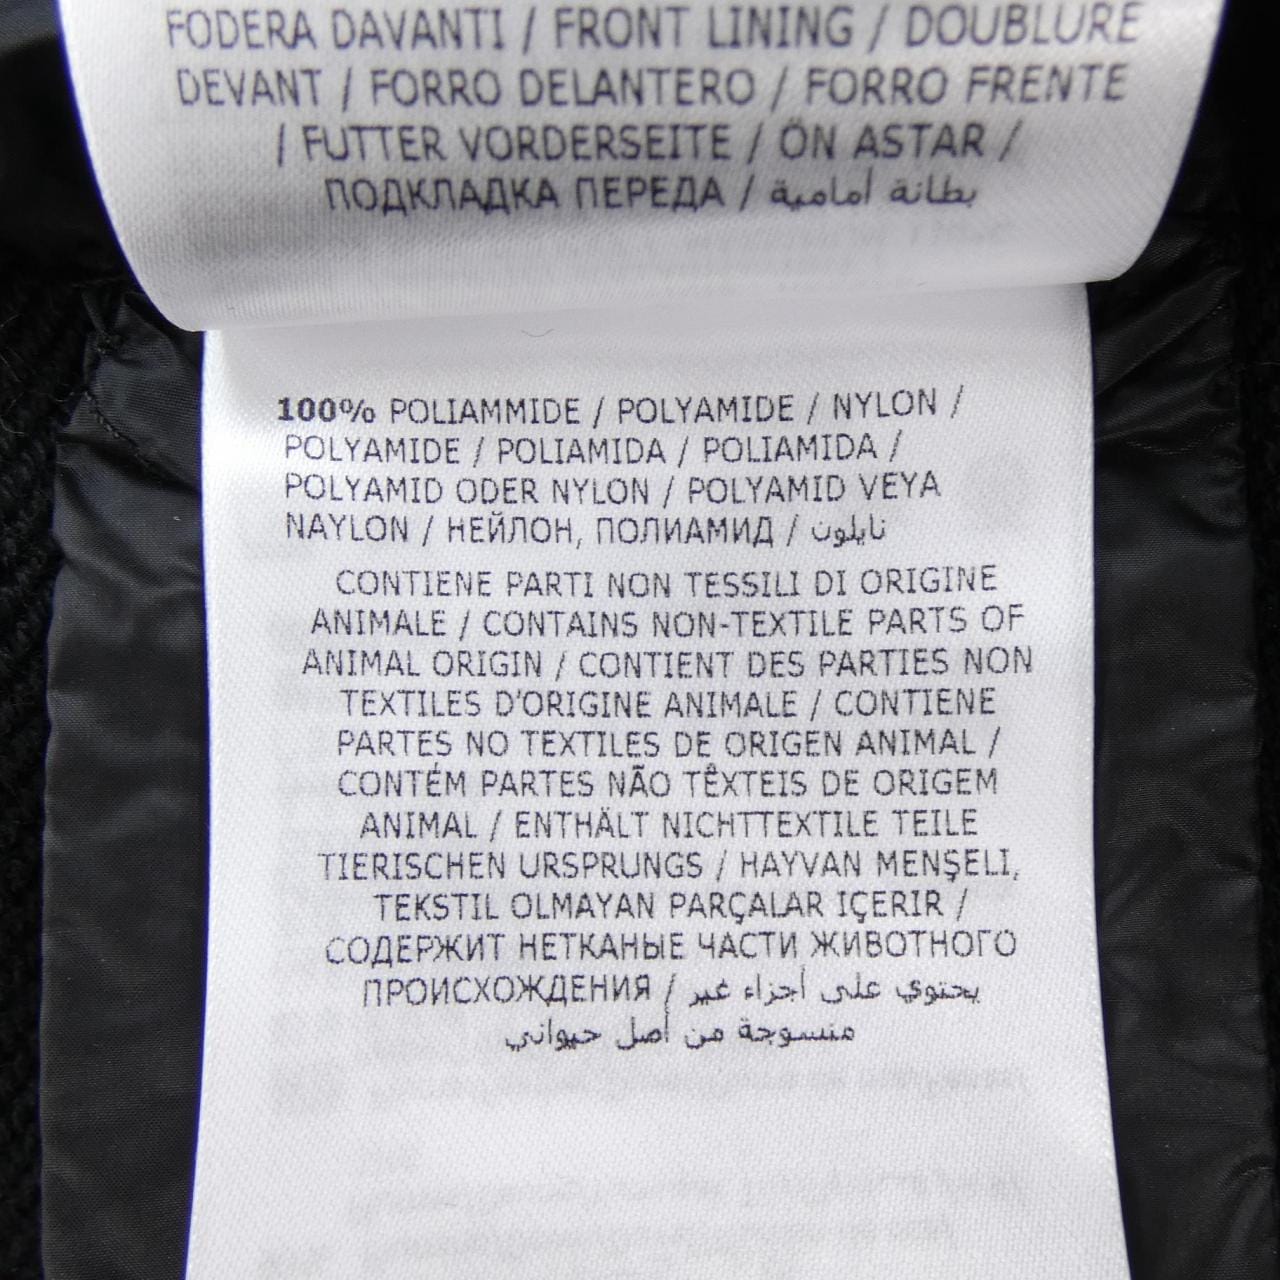 FODERA DAVANTI / FRONT LINING / DOUBLURE
DEVANT / FORRO DELANTERO / FORRO FRENTE
/ FUTTER VORDERSEITE / ÖN ASTAR /
ПОДКЛАДКА ПЕРЕДА / بطانة أمامية
100% POLIAMMIDE / POLYAMIDE / NYLON /
POLYAMIDE / POLIAMIDA / POLIAMIDA /
POLYAMID ODER NYLON / POLYAMID VEYA
NAYLON / НЕЙЛОН, ПОЛИАМИД / نايلون
CONTIENE PARTI NON TESSILI DI ORIGINE
ANIMALE / CONTAINS NON-TEXTILE PARTS OF
ANIMAL ORIGIN / CONTIENT DES PARTIES NON
TEXTILES D'ORIGINE ANIMALE / CONTIENE
PARTES NO TEXTILES DE ORIGEN ANIMAL /
CONTÉM PARTES NÃO TÊXTEIS DE ORIGEM
ANIMAL / ENTHÄLT NICHTTEXTILE TEILE
TIERISCHEN URSPRUNGS / HAYVAN MENŞELI,
TEKSTIL OLMAYAN PARÇALAR IÇERIR /
СОДЕРЖИТ НЕТКАНЫЕ ЧАСТИ ЖИВОТНОГО
ПРОИСХОЖДЕНИЯ / يحتوي على أجزاء غير
منسوجة من أصل حيواني